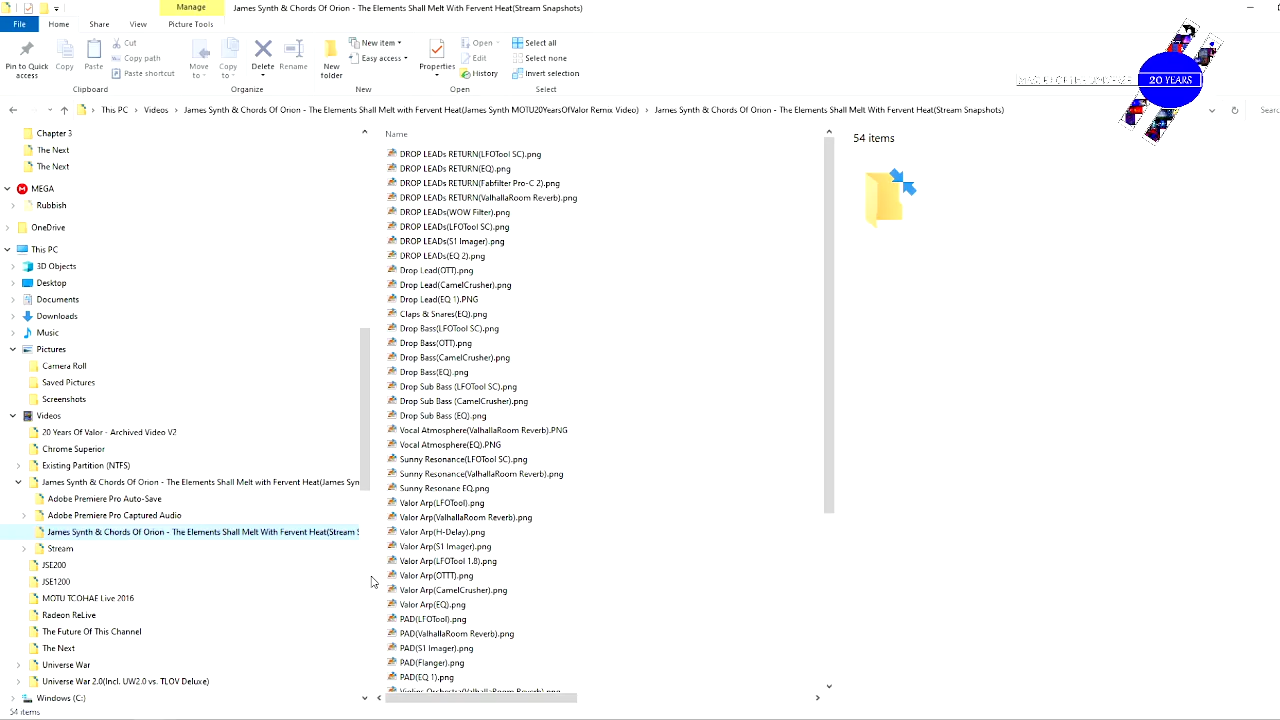 Manage
James Synth & Chords Of Orion - The Elements Shall Melt With Fervent Heat(Stream Snapshots)
File
Home
Share
View
Picture Tools
Pin to Quick access
Copy
Paste
Cut
Copy path
Paste shortcut
Move to
Copy to
Delete
Rename
New folder
New item
Easy access
Properties
Open
Edit
History
Select all
Select none
Invert selection
Clipboard
Organize
New
Open
Select
20 YEARS
This PC
Videos
James Synth & Chords Of Orion - The Elements Shall Melt with Fervent Heat(James Synth MOTU20YearsOfValor Remix Video)
James Synth & Chords Of Orion - The Elements Shall Melt With Fervent Heat(Stream Snapshots)
Sear
Chapter 3
The Next
The Next
MEGA
Rubbish
OneDrive
This PC
3D Objects
Desktop
Documents
Downloads
Music
Pictures
Camera Roll
Saved Pictures
Screenshots
Videos
20 Years Of Valor - Archived Video V2
Chrome Superior
Existing Partition (NTFS)
James Synth & Chords Of Orion - The Elements Shall Melt with Fervent Heat(James Syn
Adobe Premiere Pro Auto-Save
Adobe Premiere Pro Captured Audio
James Synth & Chords Of Orion - The Elements Shall Melt With Fervent Heat(Stream S
Stream
JSE200
JSE1200
MOTU TCOHAE Live 2016
Radeon ReLive
The Future Of This Channel
The Next
Universe War
Universe War 2.0(Incl. UW2.0 vs. TLOV Deluxe)
Windows (C:)
54 items
Name
DROP LEADs RETURN(LFOTool SC).png
DROP LEADs RETURN(EQ).png
DROP LEADs RETURN(Fabfilter Pro-C 2).png
DROP LEADs RETURN(ValhallaRoom Reverb).png
DROP LEADs(WOW Filter).png
DROP LEADs(LFOTool SC).png
DROP LEADs(S1 Imager).png
DROP LEADs(EQ 2).png
Drop Lead(OTT).png
Drop Lead(CamelCrusher).png
Drop Lead(EQ 1).PNG
Claps & Snares(EQ).png
Drop Bass(LFOTool SC).png
Drop Bass(OTT).png
Drop Bass(CamelCrusher).png
Drop Bass(EQ).png
Drop Sub Bass (LFOTool SC).png
Drop Sub Bass (CamelCrusher).png
Drop Sub Bass (EQ).png
Vocal Atmosphere(ValhallaRoom Reverb).PNG
Vocal Atmosphere(EQ).PNG
Sunny Resonance(LFOTool SC).png
Sunny Resonance(ValhallaRoom Reverb).png
Sunny Resonane EQ.png
Valor Arp(LFOTool).png
Valor Arp(ValhallaRoom Reverb).png
Valor Arp(H-Delay).png
Valor Arp(S1 Imager).png
Valor Arp(LFOTool 1.8).png
Valor Arp(OTTT).png
Valor Arp(CamelCrusher).png
Valor Arp(EQ).png
PAD(LFOTool).png
PAD(ValhallaRoom Reverb).png
PAD(S1 Imager).png
PAD(Flanger).png
PAD(EQ 1).png
Violins Orchestra(ValhallaRoom Reverb).png
54 items